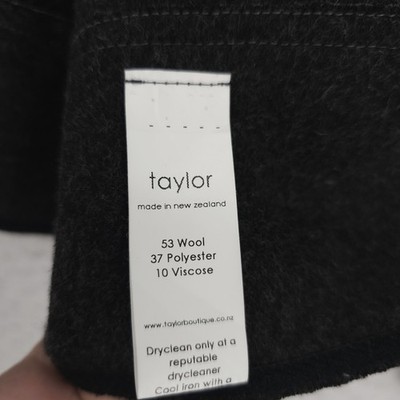 taylor
made in new zealand
53 Wool
37 Polyester
10 Viscose
www.taylorboutique.co.nz
Dryclean only at a
reputable
drycleaner
Cool iron with a